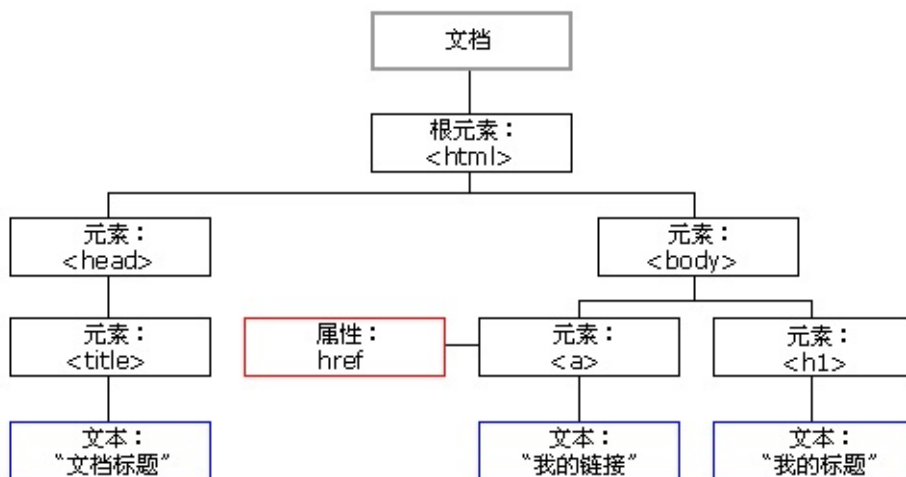 文档
根元素：
<html>
元素：
<head>
元素：
<body>
元素：
<title>
属性：
href
元素：
<a>
元素：
<h1>
文本：
“文档标题”
文本：
“我的链接”
文本：
“我的标题”